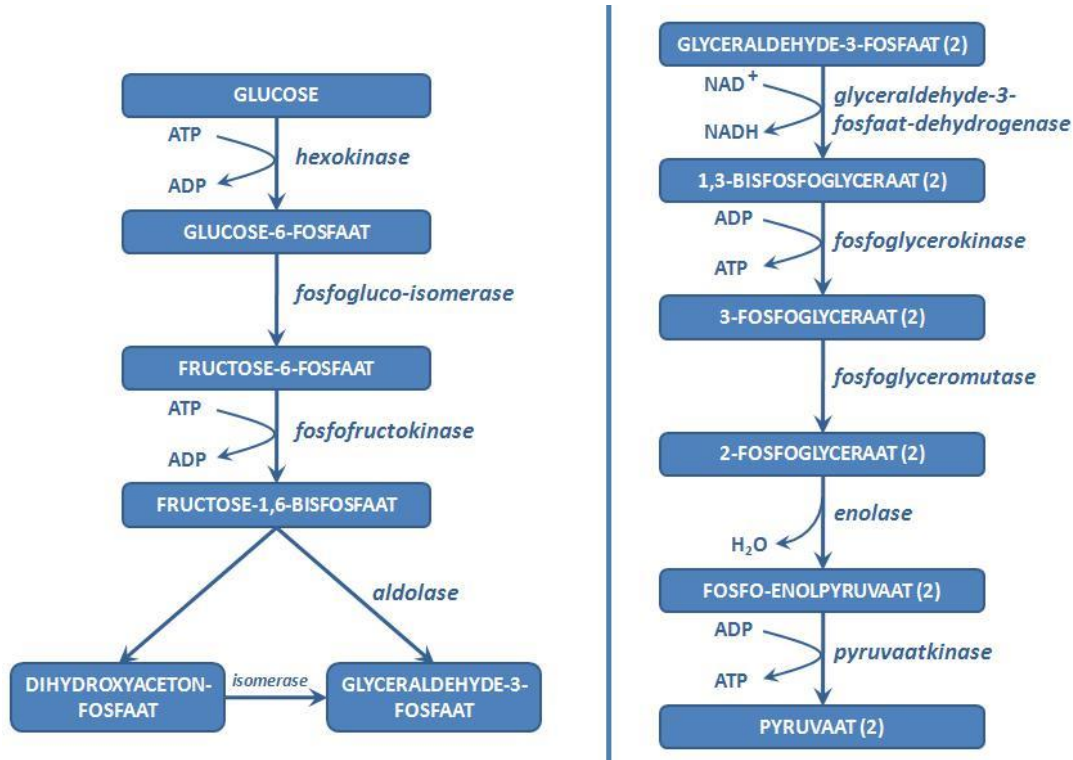 GLUCOSE
ATP
hexokinase
ADP
GLUCOSE-6-FOSFAAT
fosfogluco-isomerase
FRUCTOSE-6-FOSFAAT
ATP
fosfofructokinase
ADP
FRUCTOSE-1,6-BISFOSFAAT
aldolase
DIHYDROXYACETON-
FOSFAAT
isomerase
GLYCERALDEHYDE-3-
FOSFAAT
GLYCERALDEHYDE-3-FOSFAAT (2)
NAD⁺
glyceraldehyde-3-
fosfaat-dehydrogenase
NADH
1,3-BISFOSFOGLYCERAAT (2)
ADP
fosfoglycerokinase
ATP
3-FOSFOGLYCERAAT (2)
fosfoglyceromutase
2-FOSFOGLYCERAAT (2)
enolase
H₂O
FOSFO-ENOLPYRUVAAT (2)
ADP
pyruvaatkinase
ATP
PYRUVAAT (2)